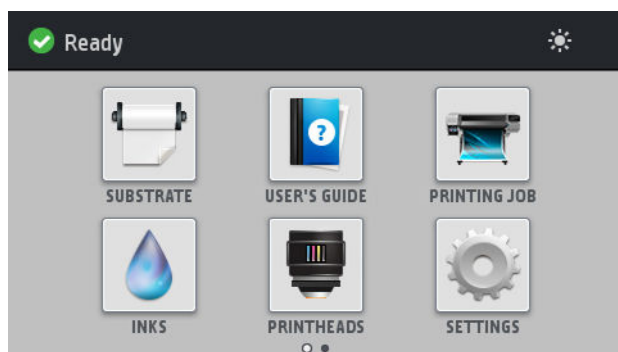 Ready
SUBSTRATE USER'S GUIDE PRINTING JOB
?
INKS PRINTHEADS SETTINGS